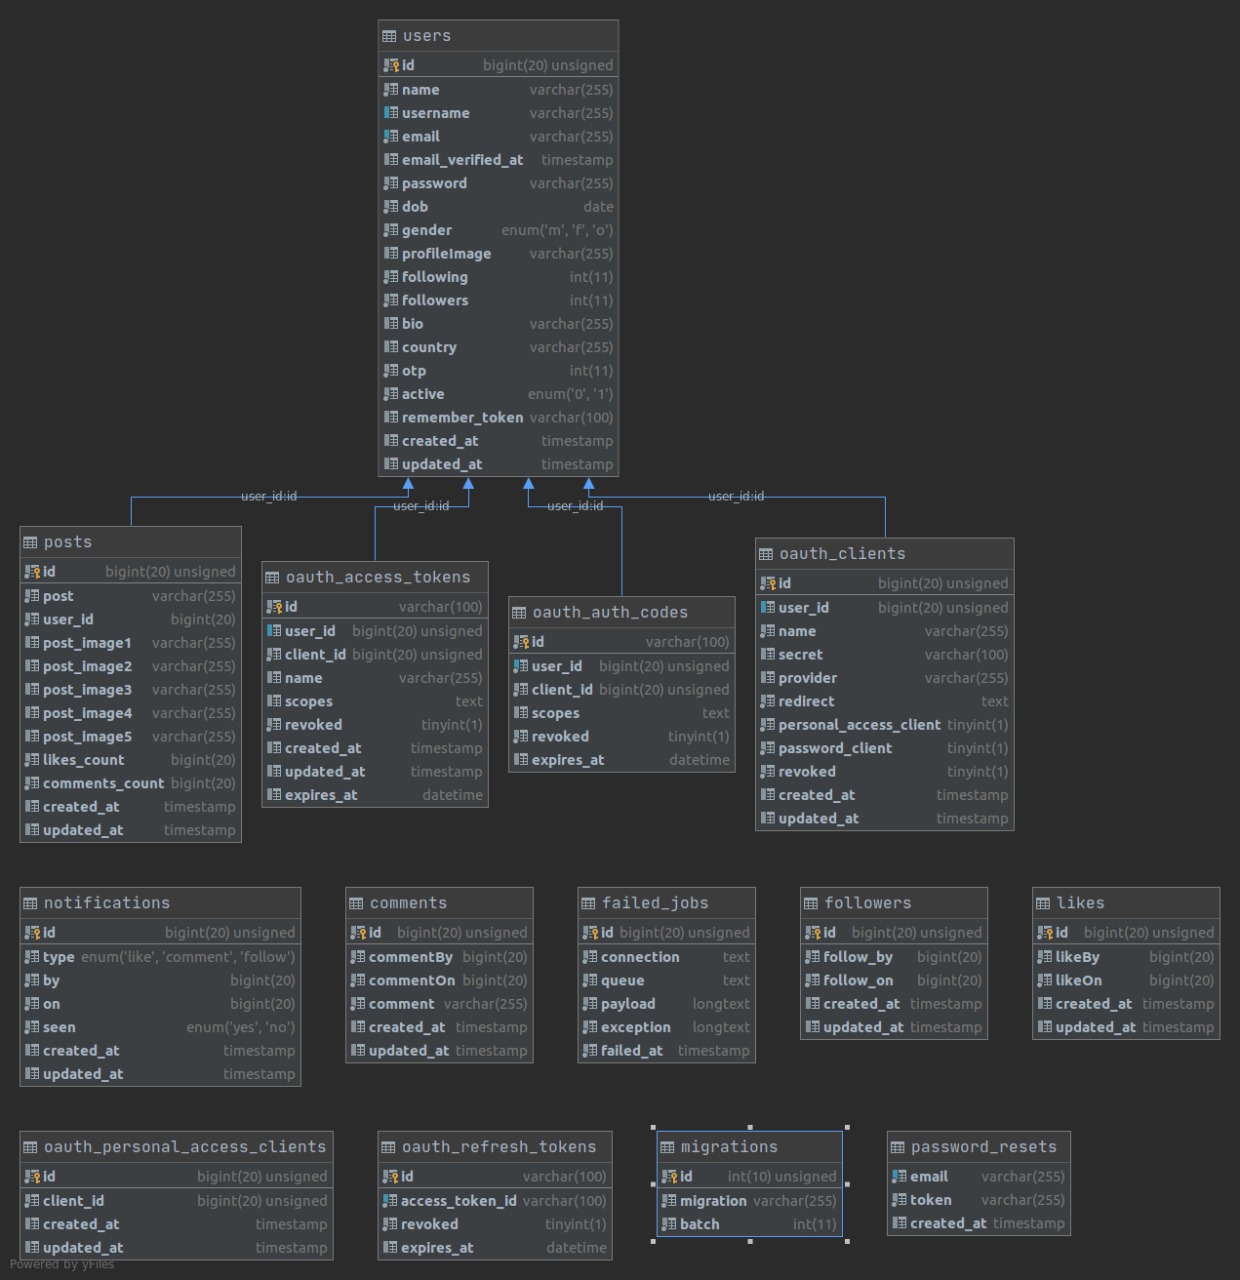 users
id bigint(20) unsigned
name varchar(255)
username varchar(255)
email varchar(255)
email_verified_at timestamp
password varchar(255)
dob date
gender enum('m', 'f', 'o')
profileImage varchar(255)
following int(11)
followers int(11)
bio varchar(255)
country varchar(255)
otp int(11)
active enum('0', '1')
remember_token varchar(100)
created_at timestamp
updated_at timestamp
user_id:id
user_id:id
user_id:id
user_id:id
posts
id bigint(20) unsigned
post varchar(255)
user_id bigint(20)
post_image1 varchar(255)
post_image2 varchar(255)
post_image3 varchar(255)
post_image4 varchar(255)
post_image5 varchar(255)
likes_count bigint(20)
comments_count bigint(20)
created_at timestamp
updated_at timestamp
oauth_access_tokens
id varchar(100)
user_id bigint(20) unsigned
client_id bigint(20) unsigned
name varchar(255)
scopes text
revoked tinyint(1)
created_at timestamp
updated_at timestamp
expires_at datetime
oauth_auth_codes
id varchar(100)
user_id bigint(20) unsigned
client_id bigint(20) unsigned
scopes text
revoked tinyint(1)
expires_at datetime
oauth_clients
id bigint(20) unsigned
user_id bigint(20) unsigned
name varchar(255)
secret varchar(100)
provider varchar(255)
redirect text
personal_access_client tinyint(1)
password_client tinyint(1)
revoked tinyint(1)
created_at timestamp
updated_at timestamp
notifications
id bigint(20) unsigned
type enum('like', 'comment', 'follow')
by bigint(20)
on bigint(20)
seen enum('yes', 'no')
created_at timestamp
updated_at timestamp
comments
id bigint(20) unsigned
commentBy bigint(20)
commentOn bigint(20)
comment varchar(255)
created_at timestamp
updated_at timestamp
failed_jobs
id bigint(20) unsigned
connection text
queue text
payload longtext
exception longtext
failed_at timestamp
followers
id bigint(20) unsigned
follow_by bigint(20)
follow_on bigint(20)
created_at timestamp
updated_at timestamp
likes
id bigint(20) unsigned
likeBy bigint(20)
likeOn bigint(20)
created_at timestamp
updated_at timestamp
oauth_personal_access_clients
id bigint(20) unsigned
client_id bigint(20) unsigned
created_at timestamp
updated_at timestamp
oauth_refresh_tokens
id varchar(100)
access_token_id varchar(100)
revoked tinyint(1)
expires_at datetime
migrations
id int(10) unsigned
migration varchar(255)
batch int(11)
password_resets
email varchar(255)
token varchar(255)
created_at timestamp
Powered by yFiles